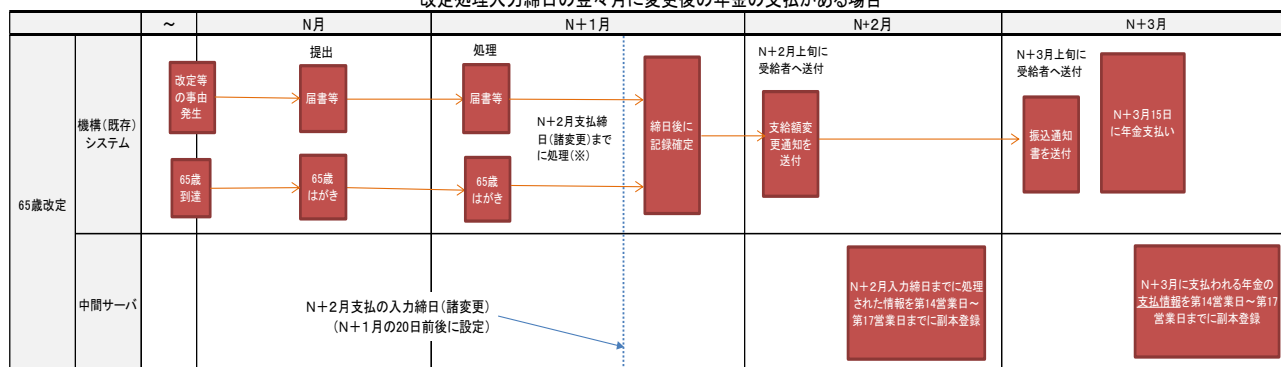 改定処理入力締日の翌々月に変更後の年金の支払がある場合
～
N月
N＋1月
N+2月
N＋3月
65歳改定
機構（既存）
システム
改定等
の事由
発生
提出
届書等
処理
届書等
N＋2月支払締
日（諸変更）まで
に処理（※）
締日後に
記録確定
N＋2月上旬に
受給者へ送付
支給額変
更通知を
送付
N＋3月上旬に
受給者へ送付
振込通知
書を送付
N＋3月15日
に年金支払い
65歳
到達
65歳
はがき
65歳
はがき
中間サーバ
N＋2月支払の入力締日（諸変更）
（N＋1月の20日前後に設定）
N＋2月入力締日までに処理
された情報を第14営業日～
第17営業日までに副本登録
N＋3月に支払われる年金の
支払情報を第14営業日～第17
営業日までに副本登録